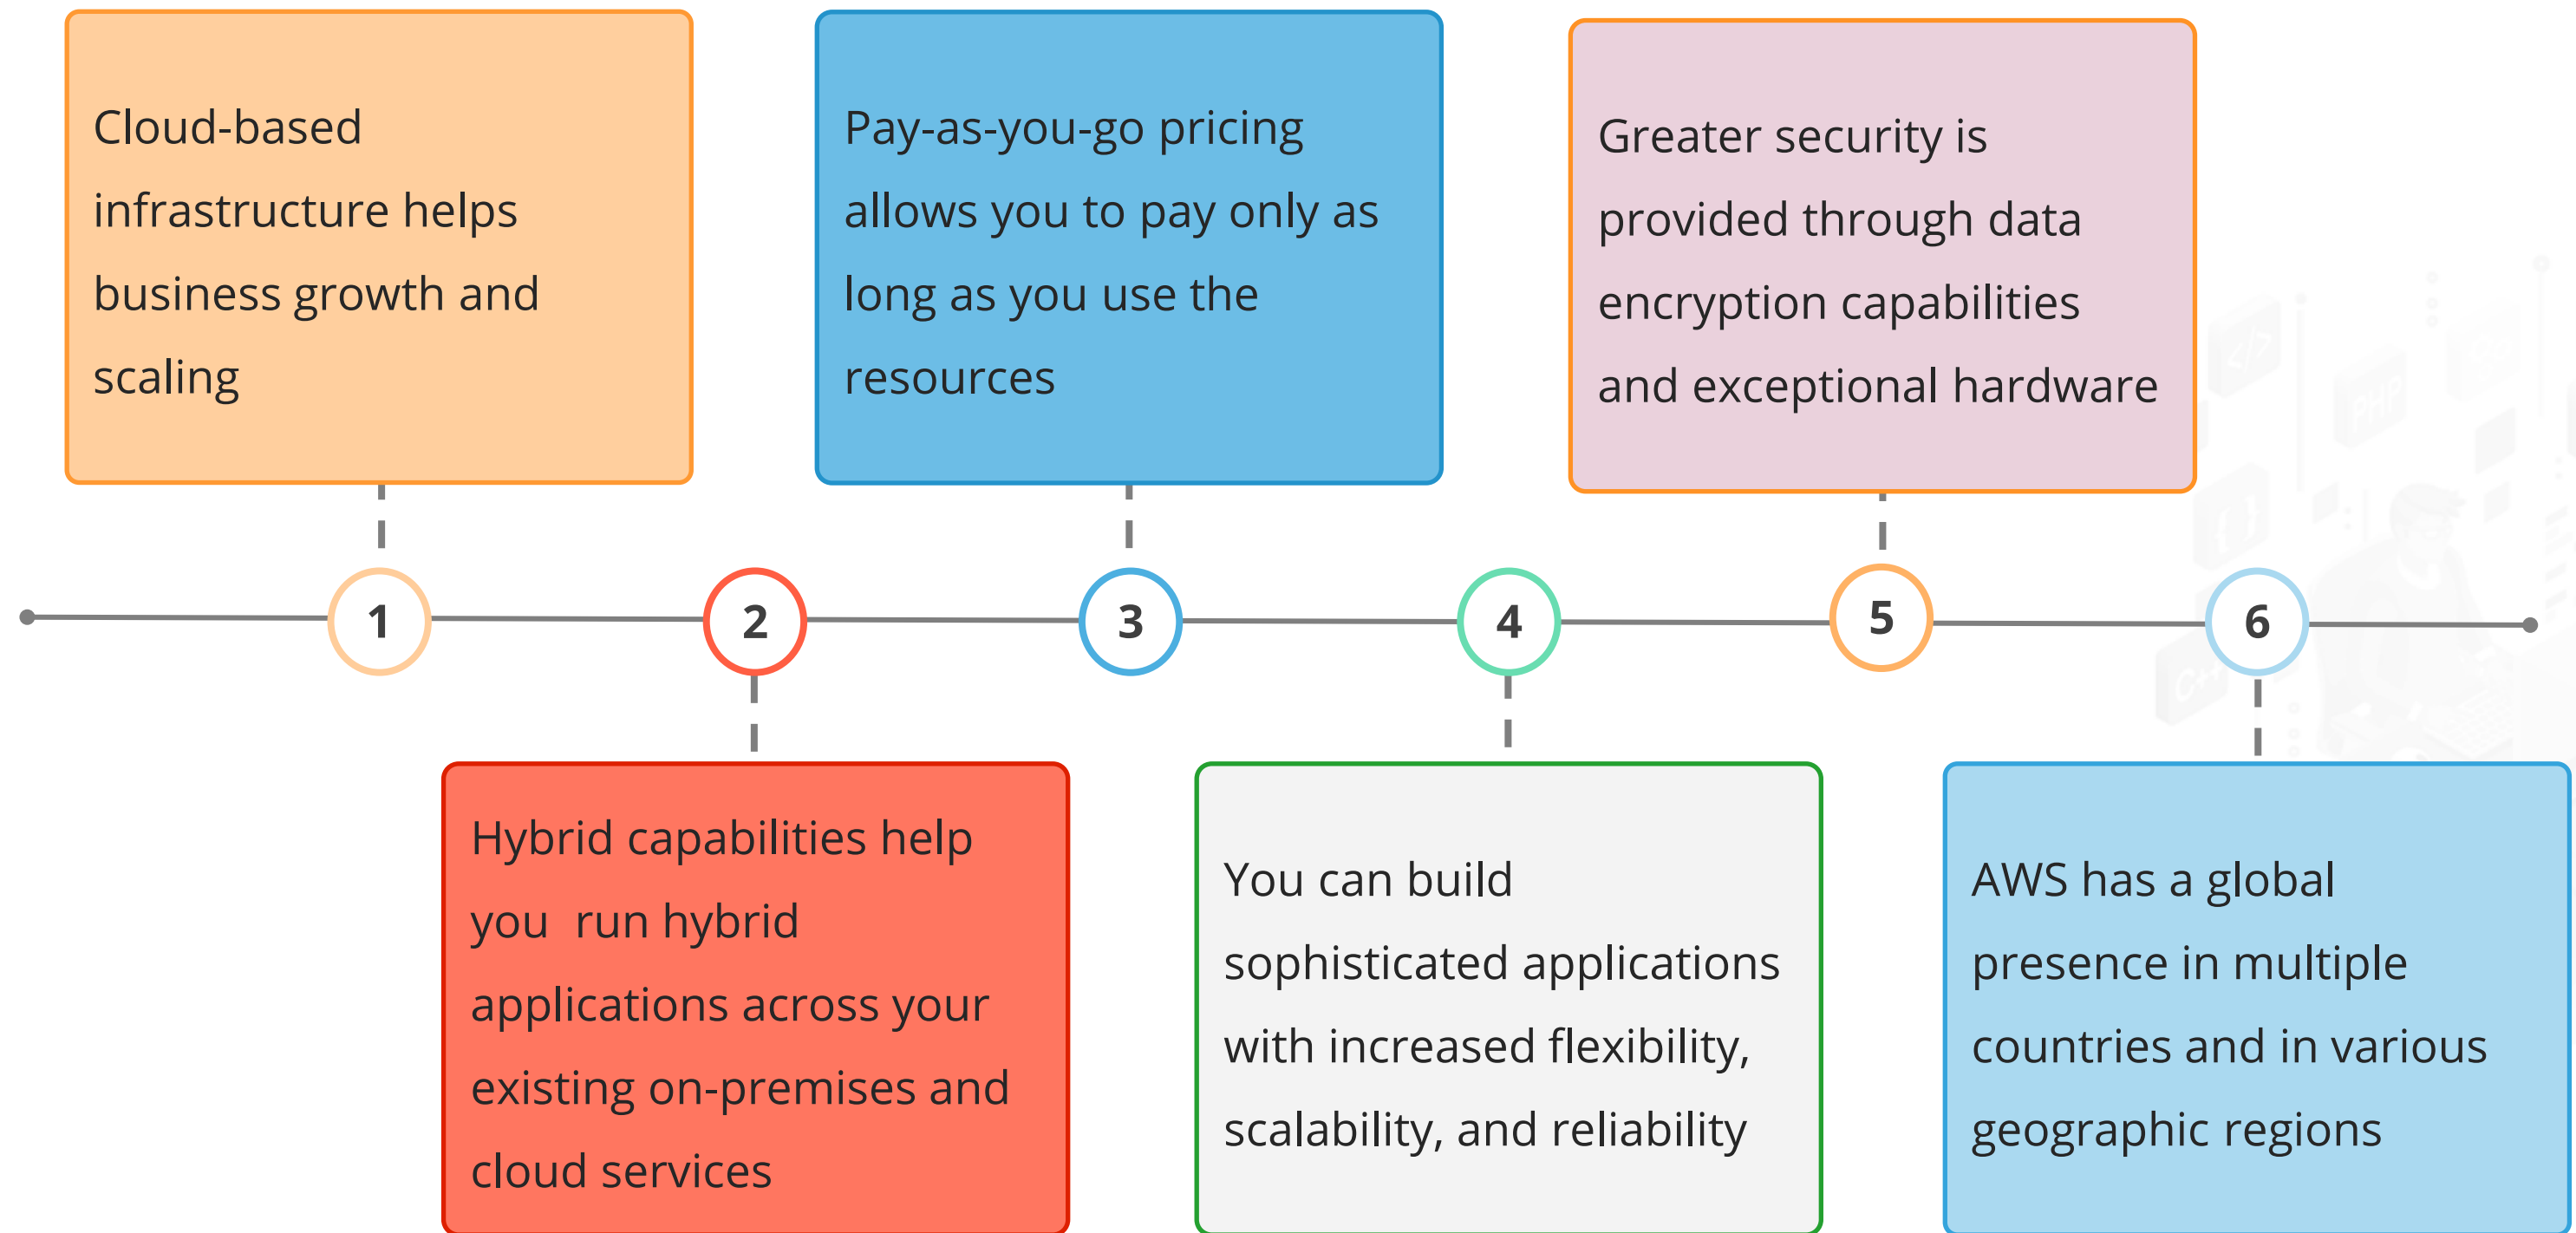 Cloud-based
infrastructure helps
business growth and
scaling
Pay-as-you-go pricing
allows you to pay only as
long as you use the
resources
Greater security is
provided through data
encryption capabilities
and exceptional hardware
1
2
3
4
5
6
Hybrid capabilities help
you  run hybrid
applications across your
existing on-premises and
cloud services
You can build
sophisticated applications
with increased flexibility,
scalability, and reliability
AWS has a global
presence in multiple
countries and in various
geographic regions
</>
PHP
{ }
C++